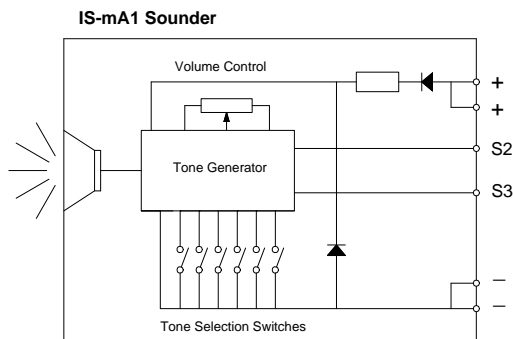 IS-mA1 Sounder
Volume Control
+
+
S2
Tone Generator
S3
−
−
Tone Selection Switches